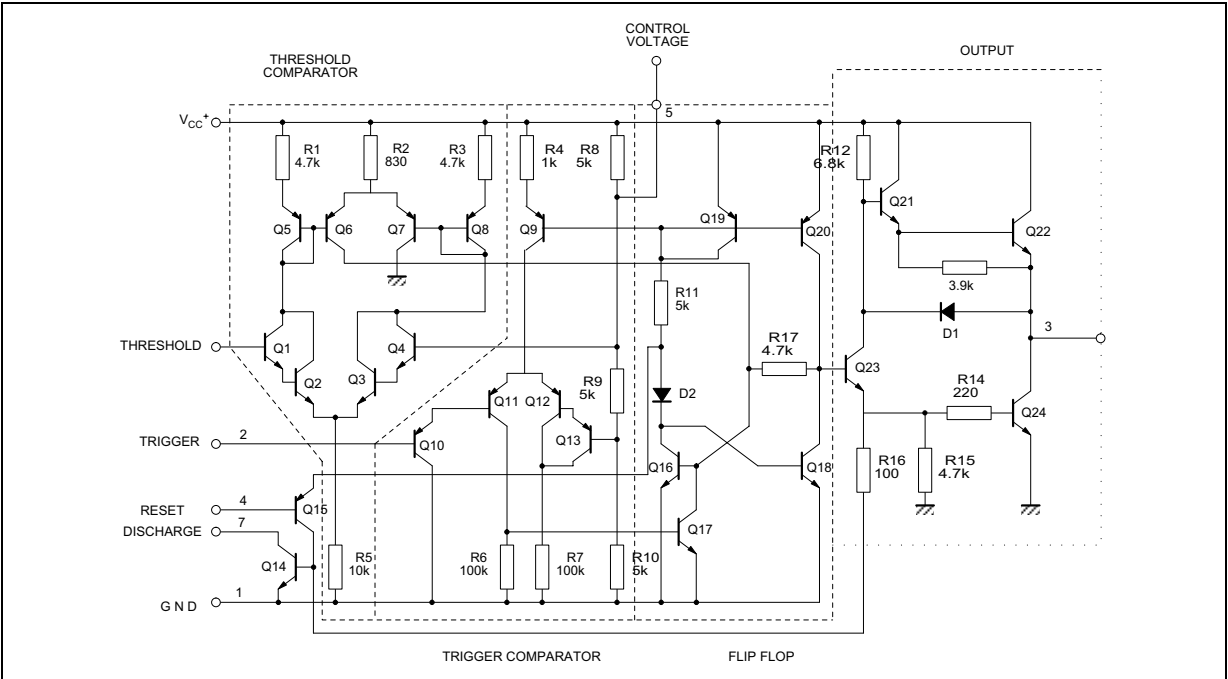 CONTROL
VOLTAGE
OUTPUT
THRESHOLD
COMPARATOR
5
VCC+
R1
4.7k
R2
830
R3
4.7k
R4
1k
R8
5k
R12
6.8k
Q21
Q5
Q6
Q7
Q8
Q9
Q19
Q20
Q22
3.9k
R11
5k
D1
3
THRESHOLD
Q1
Q4
R17
4.7k
Q23
Q2
Q3
R9
5k
D2
R14
220
Q11
Q12
Q24
TRIGGER
2
Q10
Q13
Q16
Q18
R16
100
R15
4.7k
RESET
4
Q15
DISCHARGE
7
Q17
Q14
R5
10k
R6
100k
R7
100k
R10
5k
GND
1
TRIGGER COMPARATOR
FLIP FLOP